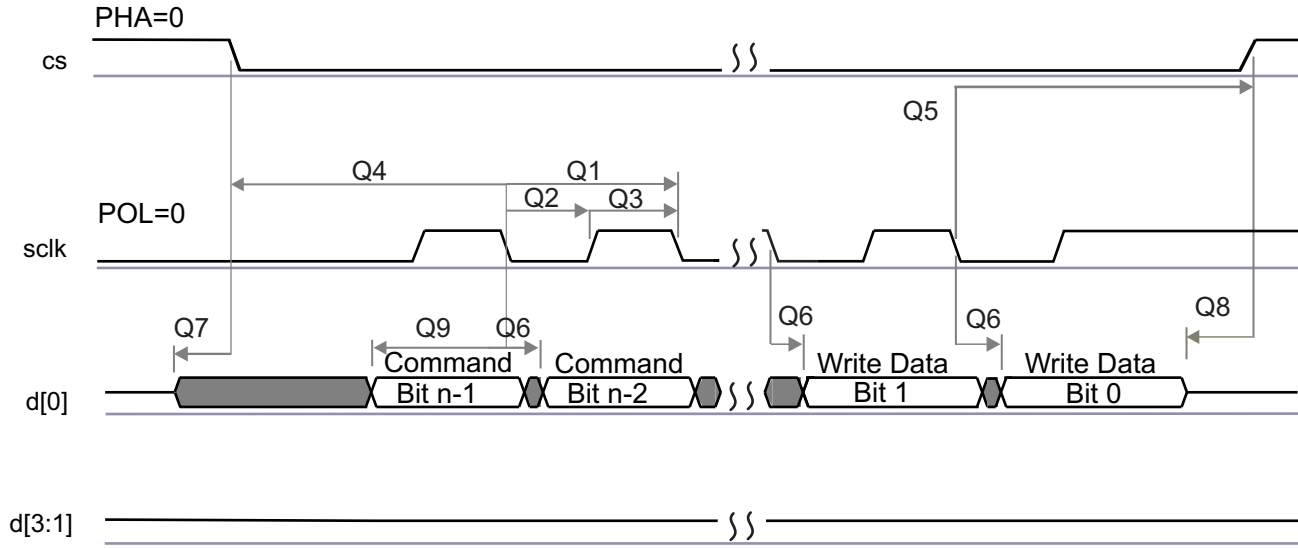 PHA=0
cs
Q5
Q4
Q1
Q2
Q3
POL=0
sclk
Q7
Q9
Q6
Q6
Q6
Q8
Command
Command
Write Data
Write Data
d[0]
Bit n-1
Bit n-2
Bit 1
Bit 0
d[3:1]